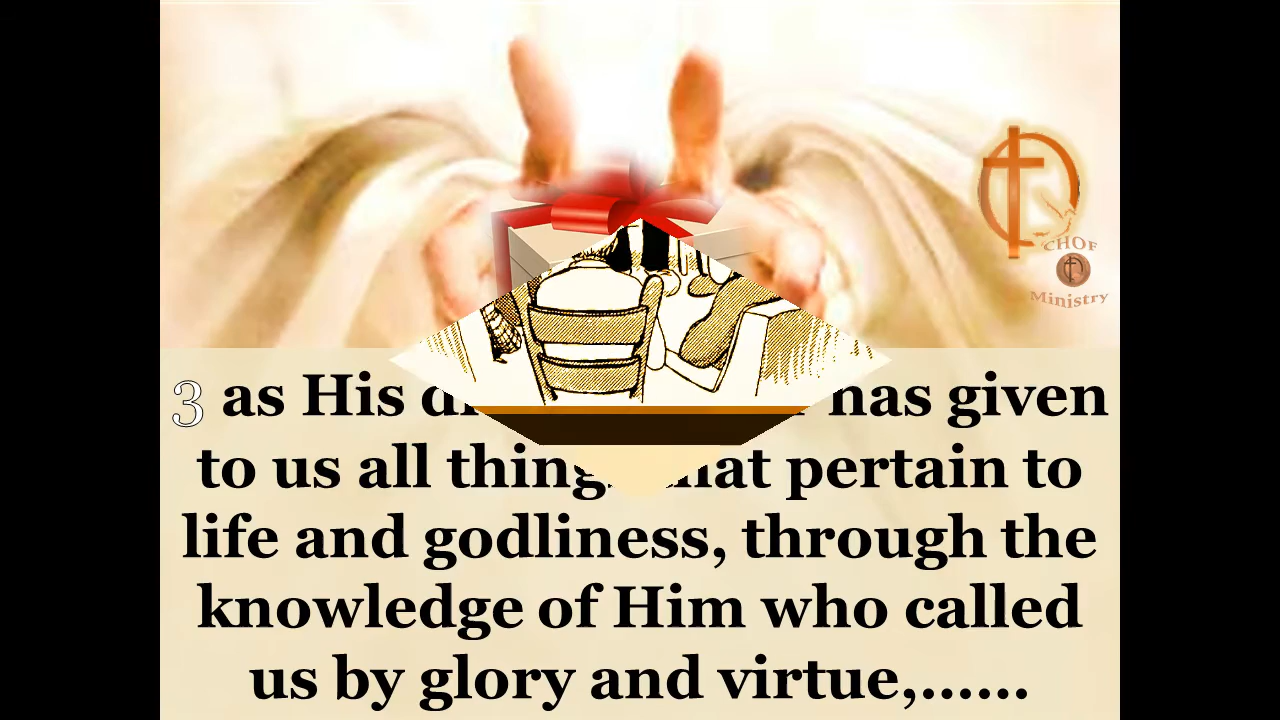 CHOF
Ministry
3 as His has given
to us all that pertain to
life and godliness, through the
knowledge of Him who called
us by glory and virtue,......